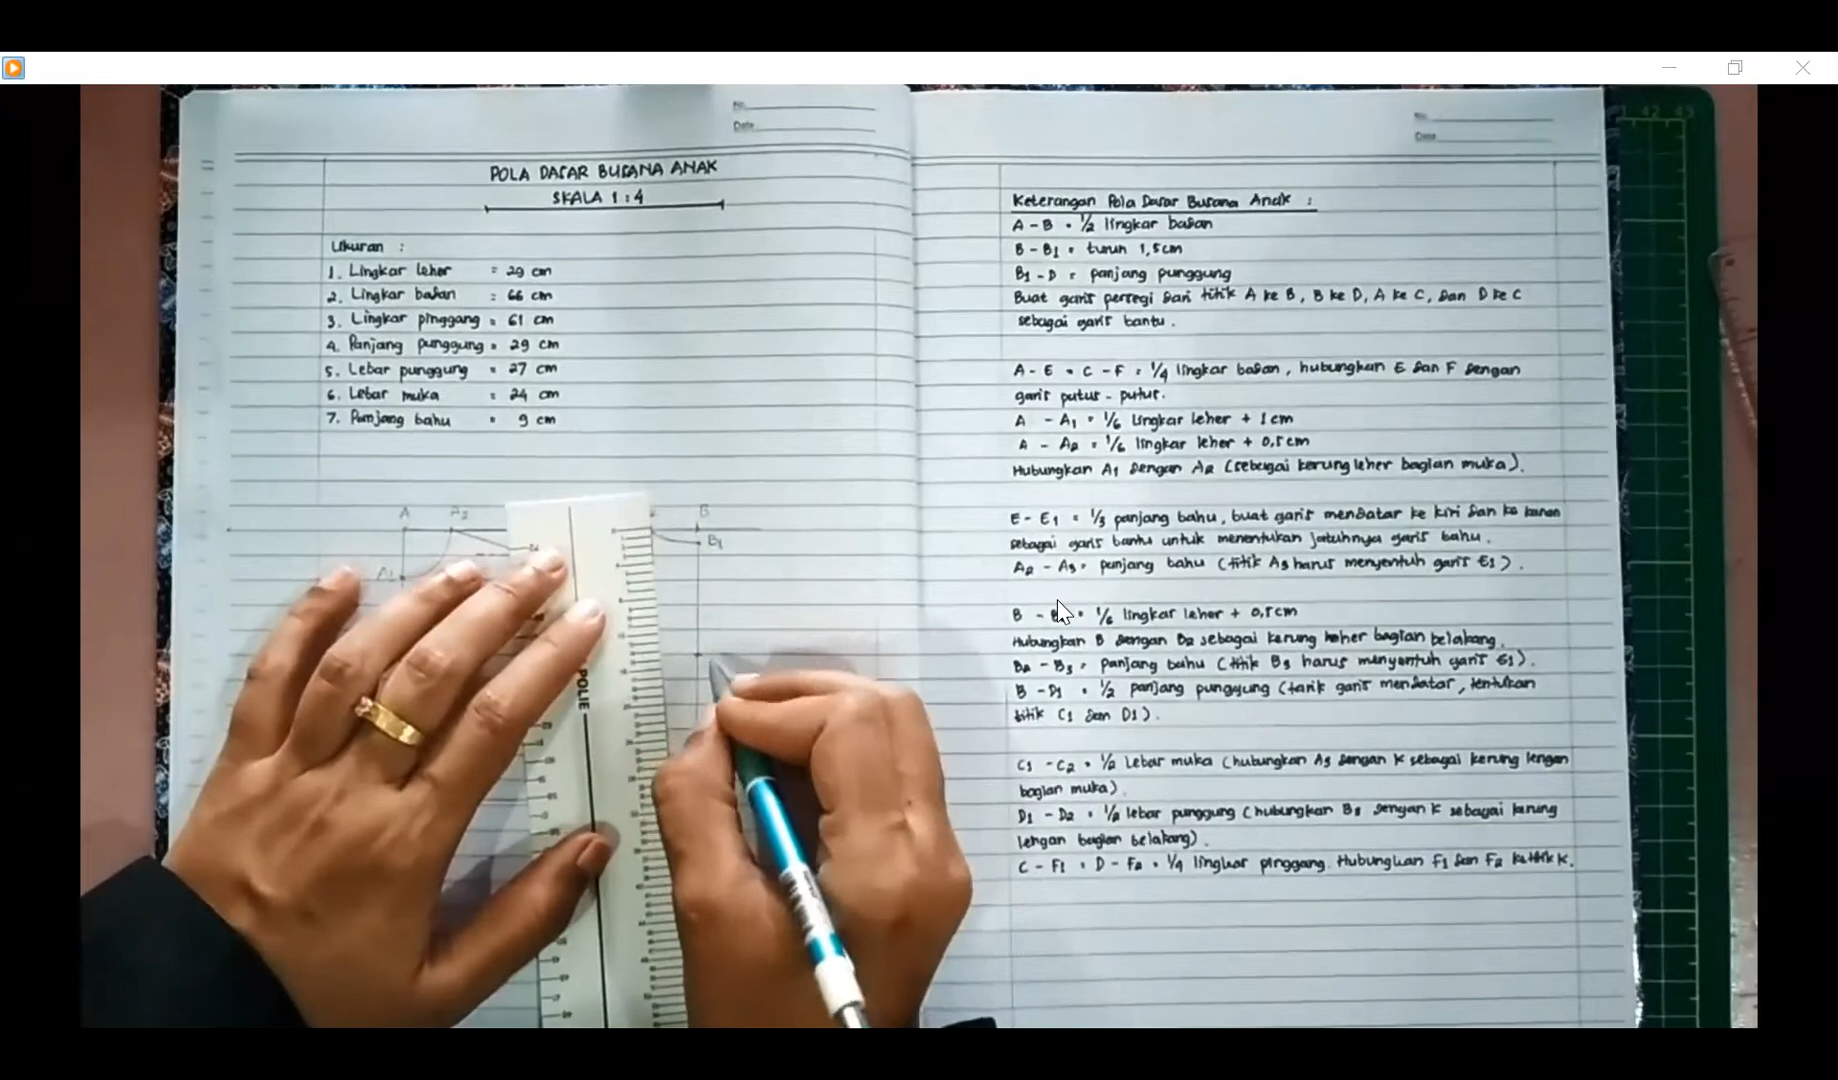 No.
Date
POLA DASAR BUSANA ANAK
SKALA 1 : 4
Ukuran :
1. Lingkar leher = 29 cm
2. Lingkar badan = 66 cm
3. Lingkar pinggang = 61 cm
4. Panjang punggung = 29 cm
5. Lebar punggung = 27 cm
6. Lebar muka = 24 cm
7. Panjang bahu = 9 cm
A A2 B
B1
A1
POLIE
No.
Date
Keterangan Pola Dasar Busana Anak :
A - B = 1/2 lingkar badan
B - B1 = turun 1,5 cm
B1 - D = panjang punggung
Buat garis persegi dari titik A ke B, B ke D, A ke C, dan D ke C
sebagai garis bantu.
A - E = C - F = 1/4 lingkar badan, hubungkan E dan F dengan
garis putus - putus.
A - A1 = 1/6 Lingkar leher + 1 cm
A - A2 = 1/6 lingkar leher + 0,5 cm
Hubungkan A1 dengan A2 (sebagai kerung leher bagian muka).
E - E1 = 1/3 panjang bahu, buat garis mendatar ke kiri dan ke kanan
sebagai garis bantu untuk menentukan jatuhnya garis bahu.
A2 - A3 = panjang bahu (titik A3 harus menyentuh garis E1).
B - = 1/6 lingkar leher + 0,5 cm
Hubungkan B dengan B2 sebagai kerung leher bagian belakang.
B2 - B3 = panjang bahu (titik B3 harus menyentuh garis E1).
B - D1 = 1/2 panjang punggung (tarik garis mendatar, tentukan
titik C1 dan D1).
C1 - C2 = 1/2 Lebar muka (hubungkan A3 dengan K sebagai kerung lengan
bagian muka).
D1 - D2 = 1/2 lebar punggung (hubungkan B3 dengan K sebagai kerung
lengan bagian belakang).
C - F1 = D - F2 = 1/4 lingkar pinggang. Hubungkan F1 dan F2 ke titik K.
42 43